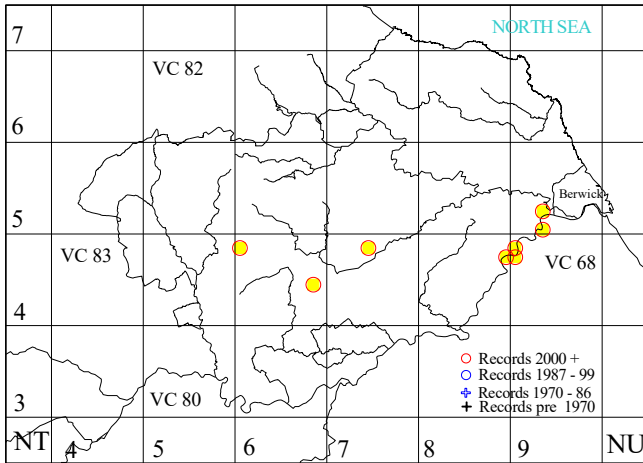 7
NORTH SEA
VC 82
6
Berwick
5
VC 83
VC 68
4
Records 2000 +
Records 1987 - 99
Records 1970 - 86
Records pre 1970
VC 80
3
NT 4 5 6 7 8 9 NU